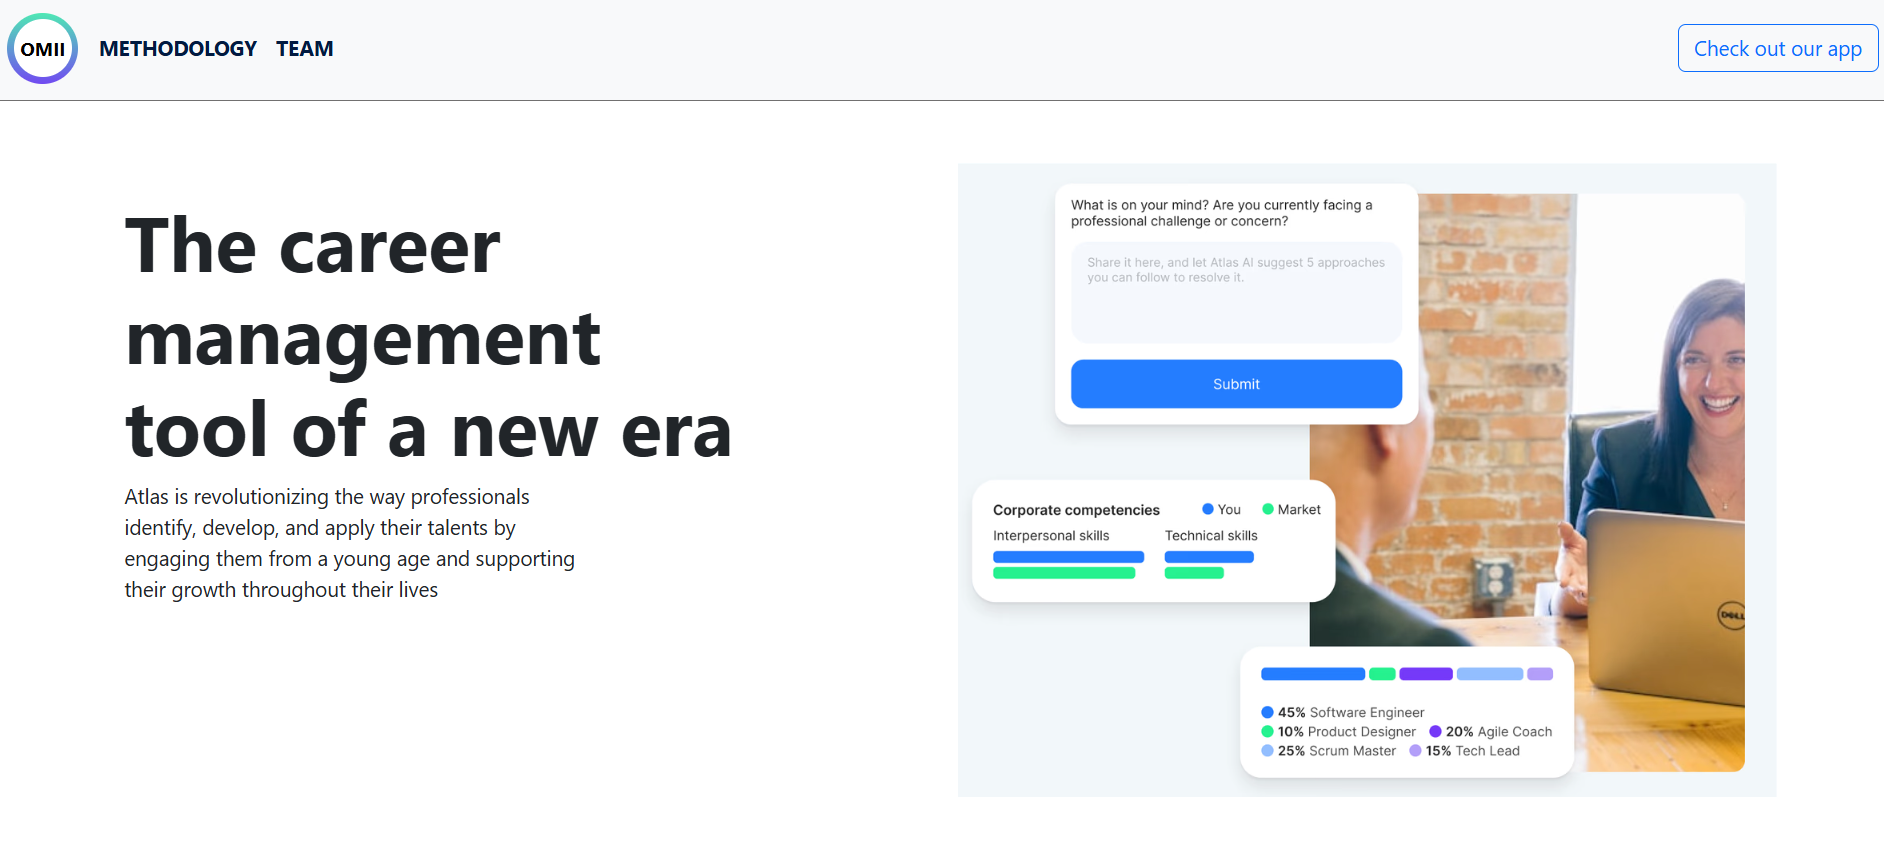 OMII METHODOLOGY TEAM Check out our app
The career
management
tool of a new era
Atlas is revolutionizing the way professionals
identify, develop, and apply their talents by
engaging them from a young age and supporting
their growth throughout their lives
What is on your mind? Are you currently facing a
professional challenge or concern?
Share it here, and let Atlas AI suggest 5 approaches
you can follow to resolve it.
Submit
Corporate competencies You Market
Interpersonal skills Technical skills
DELL
45% Software Engineer
10% Product Designer 20% Agile Coach
25% Scrum Master 15% Tech Lead